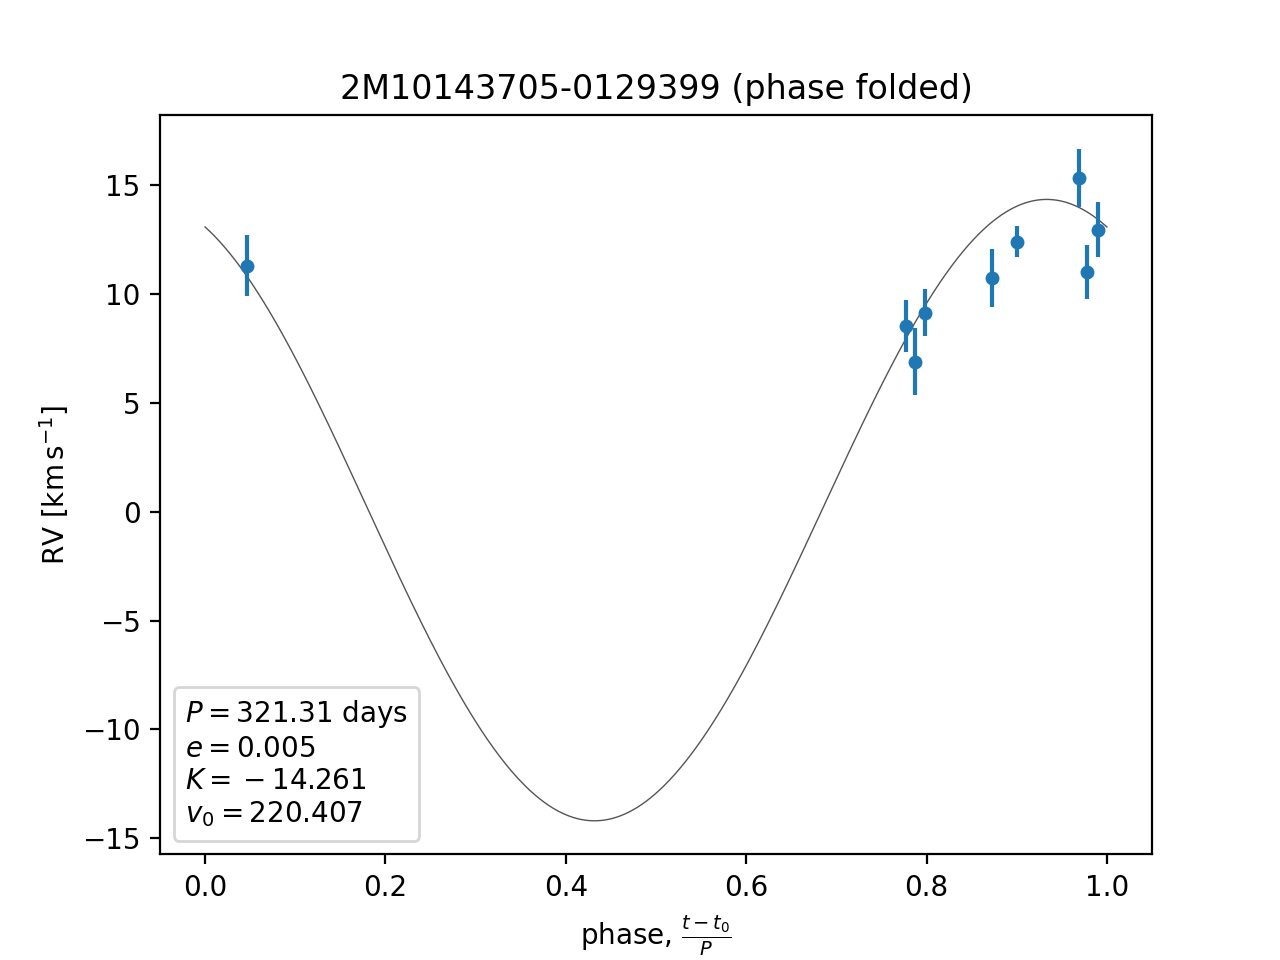 2M10143705-0129399 (phase folded)
RV [km s⁻¹]
15
10
5
0
−5
−10
−15
P = 321.31 days
e = 0.005
K = −14.261
v₀ = 220.407
0.0 0.2 0.4 0.6 0.8 1.0
phase, (t − t₀)/P